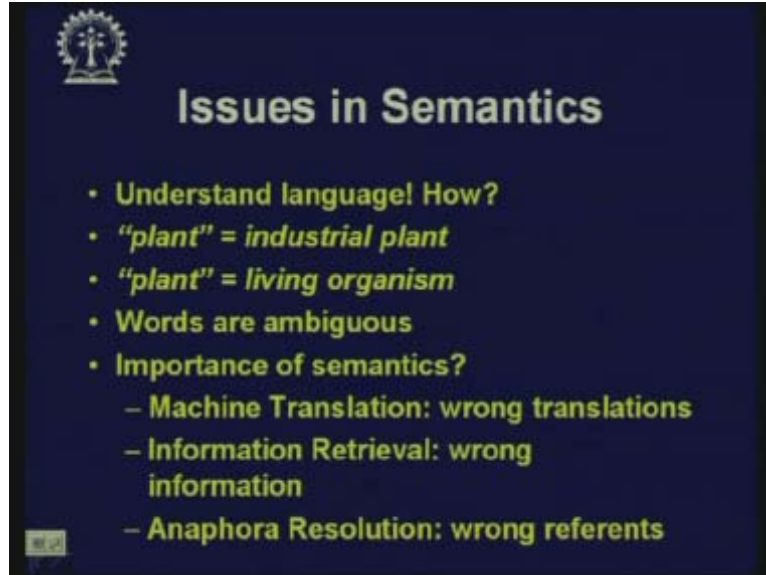 Issues in Semantics
• Understand language! How?
• “plant” = industrial plant
• “plant” = living organism
• Words are ambiguous
• Importance of semantics?
– Machine Translation: wrong translations
– Information Retrieval: wrong
information
– Anaphora Resolution: wrong referents